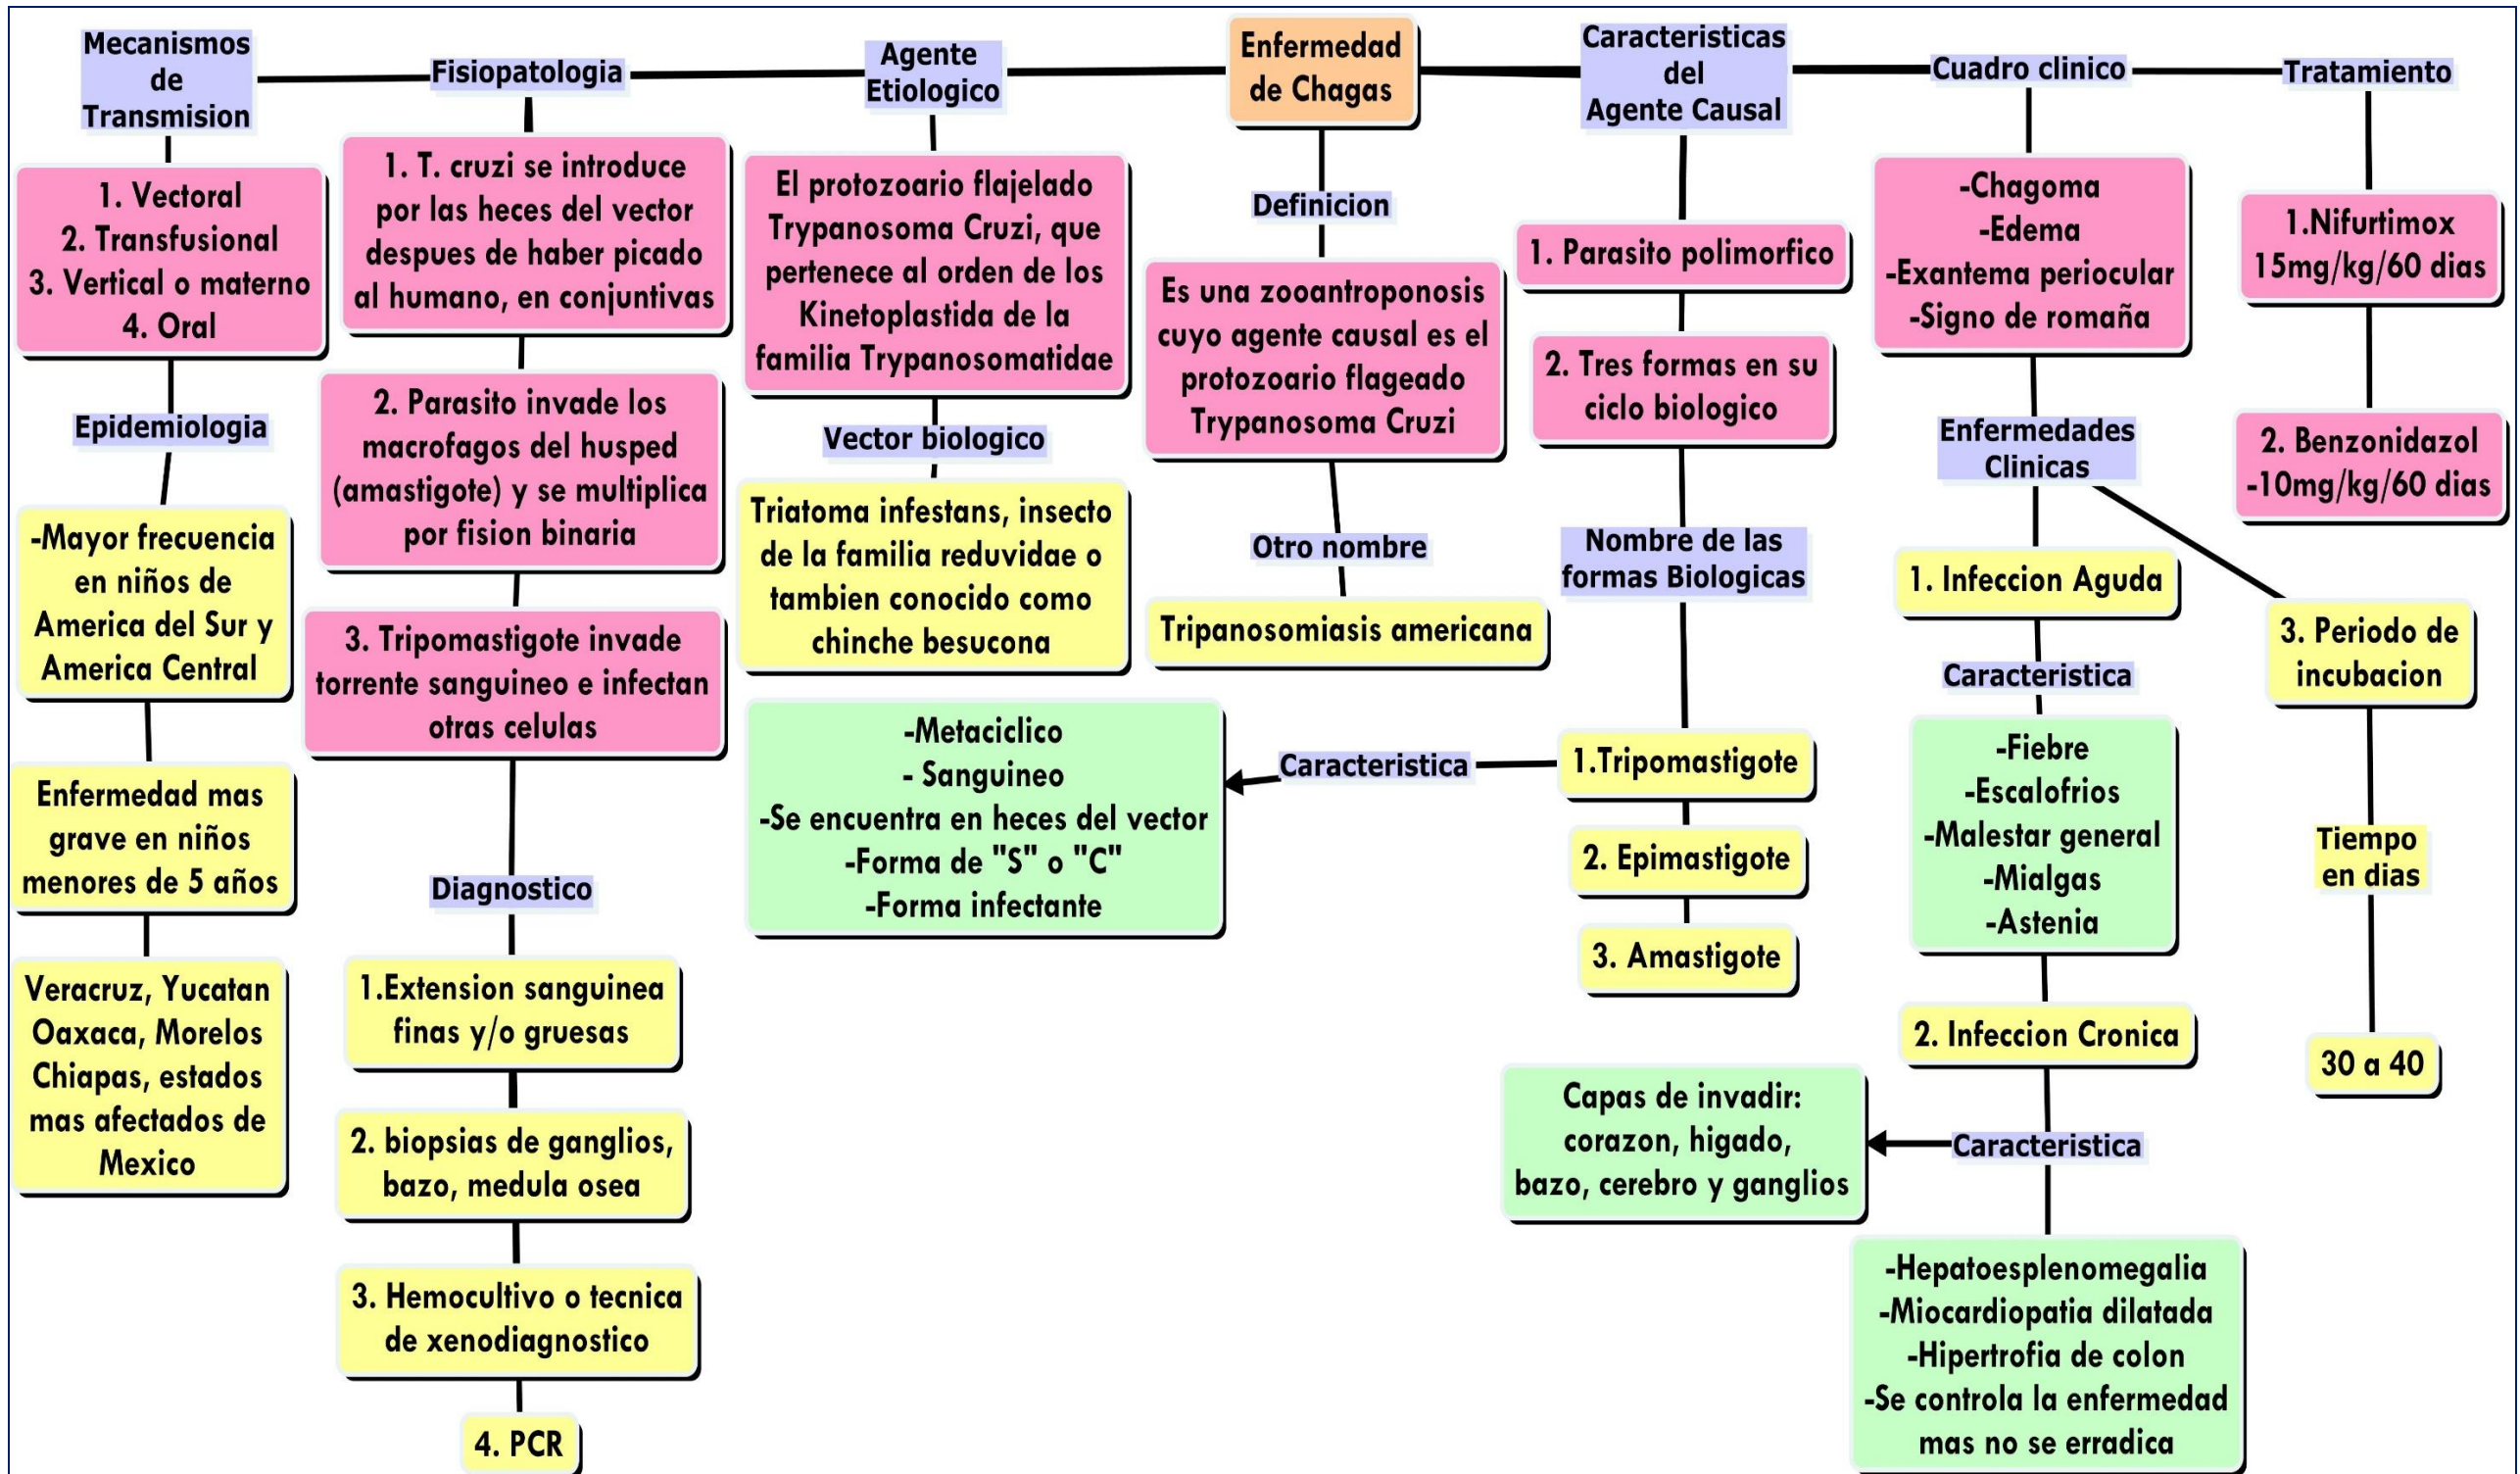 Mecanismos
de
Transmision
1. Vectoral
2. Transfusional
3. Vertical o materno
4. Oral
Epidemiologia
-Mayor frecuencia
en niños de
America del Sur y
America Central
Enfermedad mas
grave en niños
menores de 5 años
Veracruz, Yucatan
Oaxaca, Morelos
Chiapas, estados
mas afectados de
Mexico
Fisiopatologia
1. T. cruzi se introduce
por las heces del vector
despues de haber picado
al humano, en conjuntivas
2. Parasito invade los
macrofagos del husped
(amastigote) y se multiplica
por fision binaria
3. Tripomastigote invade
torrente sanguineo e infectan
otras celulas
Diagnostico
1.Extension sanguinea
finas y/o gruesas
2. biopsias de ganglios,
bazo, medula osea
3. Hemocultivo o tecnica
de xenodiagnostico
4. PCR
Agente
Etiologico
El protozoario flajelado
Trypanosoma Cruzi, que
pertenece al orden de los
Kinetoplastida de la
familia Trypanosomatidae
Vector biologico
Triatoma infestans, insecto
de la familia reduvidae o
tambien conocido como
chinche besucona
Enfermedad
de Chagas
Definicion
Es una zooantroponosis
cuyo agente causal es el
protozoario flageado
Trypanosoma Cruzi
Otro nombre
Tripanosomiasis americana
Caracteristicas
del
Agente Causal
1. Parasito polimorfico
2. Tres formas en su
ciclo biologico
Nombre de las
formas Biologicas
1.Tripomastigote
Caracteristica
-Metaciclico
- Sanguineo
-Se encuentra en heces del vector
-Forma de "S" o "C"
-Forma infectante
2. Epimastigote
3. Amastigote
Cuadro clinico
-Chagoma
-Edema
-Exantema periocular
-Signo de romaña
Enfermedades
Clinicas
1. Infeccion Aguda
Caracteristica
-Fiebre
-Escalofrios
-Malestar general
-Mialgas
-Astenia
2. Infeccion Cronica
Caracteristica
Capas de invadir:
corazon, higado,
bazo, cerebro y ganglios
-Hepatoesplenomegalia
-Miocardiopatia dilatada
-Hipertrofia de colon
-Se controla la enfermedad
mas no se erradica
3. Periodo de
incubacion
Tiempo
en dias
30 a 40
Tratamiento
1.Nifurtimox
15mg/kg/60 dias
2. Benzonidazol
-10mg/kg/60 dias